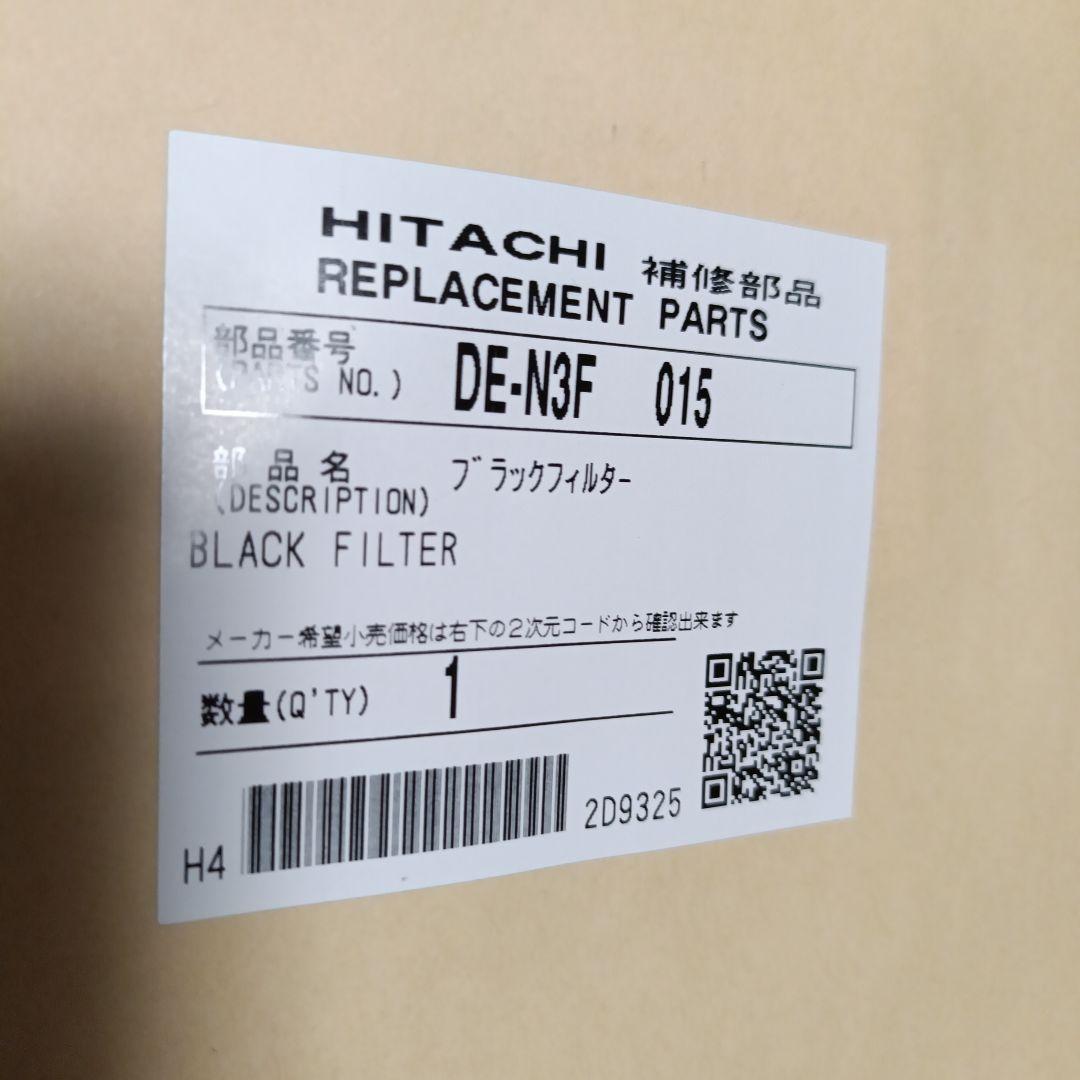 HITACHI 補修部品
REPLACEMENT PARTS
部品番号
(PARTS NO.) DE-N3F 015
部品名 ブラックフィルター
(DESCRIPTION)
BLACK FILTER
メーカー希望小売価格は右下の2次元コードから確認出来ます
数量(Q'TY) 1
H4 2D9325